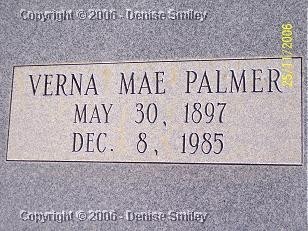 Copyright © 2006 - Denise Smiley
VERNA MAE PALMER
MAY 30, 1897
DEC. 8, 1985
25/11/2006
Copyright © 2006 - Denise Smiley